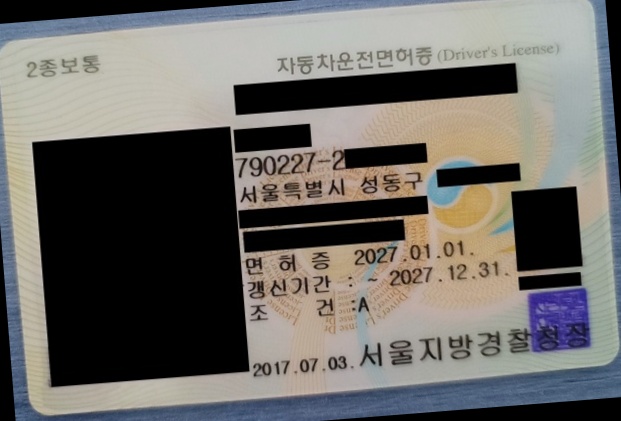 2종보통
자동차운전면허증 (Driver's License)
790227-2
서울특별시 성동구
면 허 증 2027.01.01.
갱신기간 : ~ 2027.12.31.
조 건 :A
2017.07.03. 서울지방경찰청장